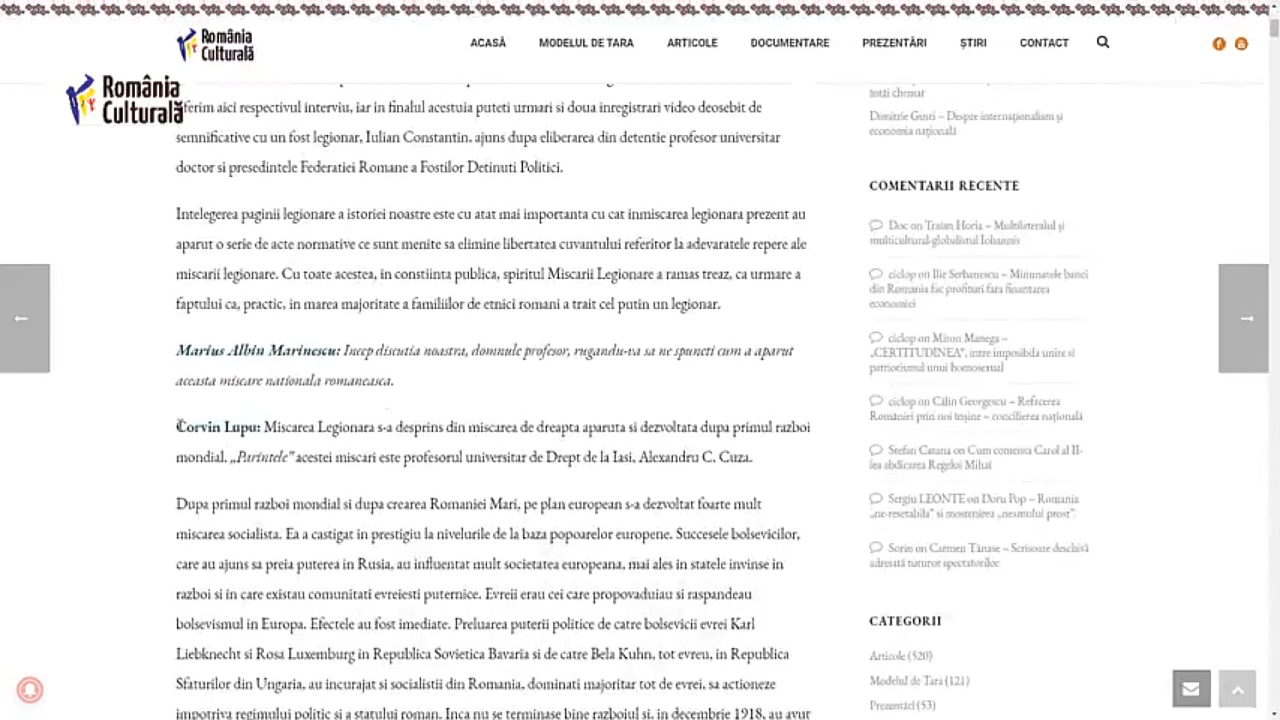 România
Culturală
ACASĂ
MODELUL DE TARA
ARTICOLE
DOCUMENTARE
PREZENTĂRI
ȘTIRI
CONTACT
România
Culturală
oferim aici respectivul interviu, iar in finalul acestuia puteti urmari si doua inregistrari video deosebit de
semnificative cu un fost legionar, Iulian Constantin, ajuns dupa eliberarea din detentie profesor universitar
doctor si presedintele Federatiei Romane a Fostilor Detinuti Politici.
Intelegerea paginii legionare a istoriei noastre este cu atat mai importanta cu cat inmiscarea legionara prezent au
aparut o serie de acte normative ce sunt menite sa elimine libertatea cuvantului referitor la adevaratele repere ale
miscarii legionare. Cu toate acestea, in constiinta publica, spiritul Miscarii Legionare a ramas treaz, ca urmare a
faptului ca, practic, in marea majoritate a familiilor de etnici romani a trait cel putin un legionar.
Marius Albin Marinescu: Incep discutia noastra, domnule profesor, rugandu-va sa ne spuneti cum a aparut
aceasta miscare nationala romaneasca.
Corvin Lupu: Miscarea Legionara s-a desprins din miscarea de dreapta aparuta si dezvoltata dupa primul razboi
mondial. „Parintele” acestei miscari este profesorul universitar de Drept de la Iasi, Alexandru C. Cuza.
Dupa primul razboi mondial si dupa crearea Romaniei Mari, pe plan european s-a dezvoltat foarte mult
miscarea socialista. Ea a castigat in prestigiu la nivelurile de la baza popoarelor europene. Succesele bolsevicilor,
care au ajuns sa preia puterea in Rusia, au influentat mult societatea europeana, mai ales in statele invinse in
razboi si in care existau comunitati evreiesti puternice. Evreii erau cei care propovaduiau si raspandeau
bolsevismul in Europa. Efectele au fost imediate. Preluarea puterii politice de catre bolsevicii evrei Karl
Liebknecht si Rosa Luxemburg in Republica Sovietica Bavaria si de catre Bela Kuhn, tot evreu, in Republica
Sfaturilor din Ungaria, au incurajat si socialistii din Romania, dominati majoritar tot de evrei, sa actioneze
impotriva regimului politic si a statului roman. Inca nu se terminase bine razboiul si, in decembrie 1918, au avut
toții chemar
Dimitrie Gusti – Despre internaționalism și
economia națională
COMENTARII RECENTE
Doc on Traian Horia – Multilateralul și
multicultural-globalistul Iohannis
ciclop on Ilie Serbanescu – Minunatele banci
din Romania fac profituri fara finantarea
economiei
ciclop on Miron Manega –
„CERTITUDINEA”, intre imposibila unire si
patriotismul unui homosexual
ciclop on Călin Georgescu – Refacerea
României prin noi înșine – concilierea națională
Stefan Catana on Cum comenta Carol al II-
lea abdicarea Regelui Mihai
Sergiu LEONTE on Doru Pop – Romania
„ne-resetabila” si mostenirea „neamului prost”.
Sorin on Carmen Tănase – Scrisoare deschisă
adresată tuturor spectatorilor
CATEGORII
Articole (520)
Modelul de Tara (121)
Prezentări (53)